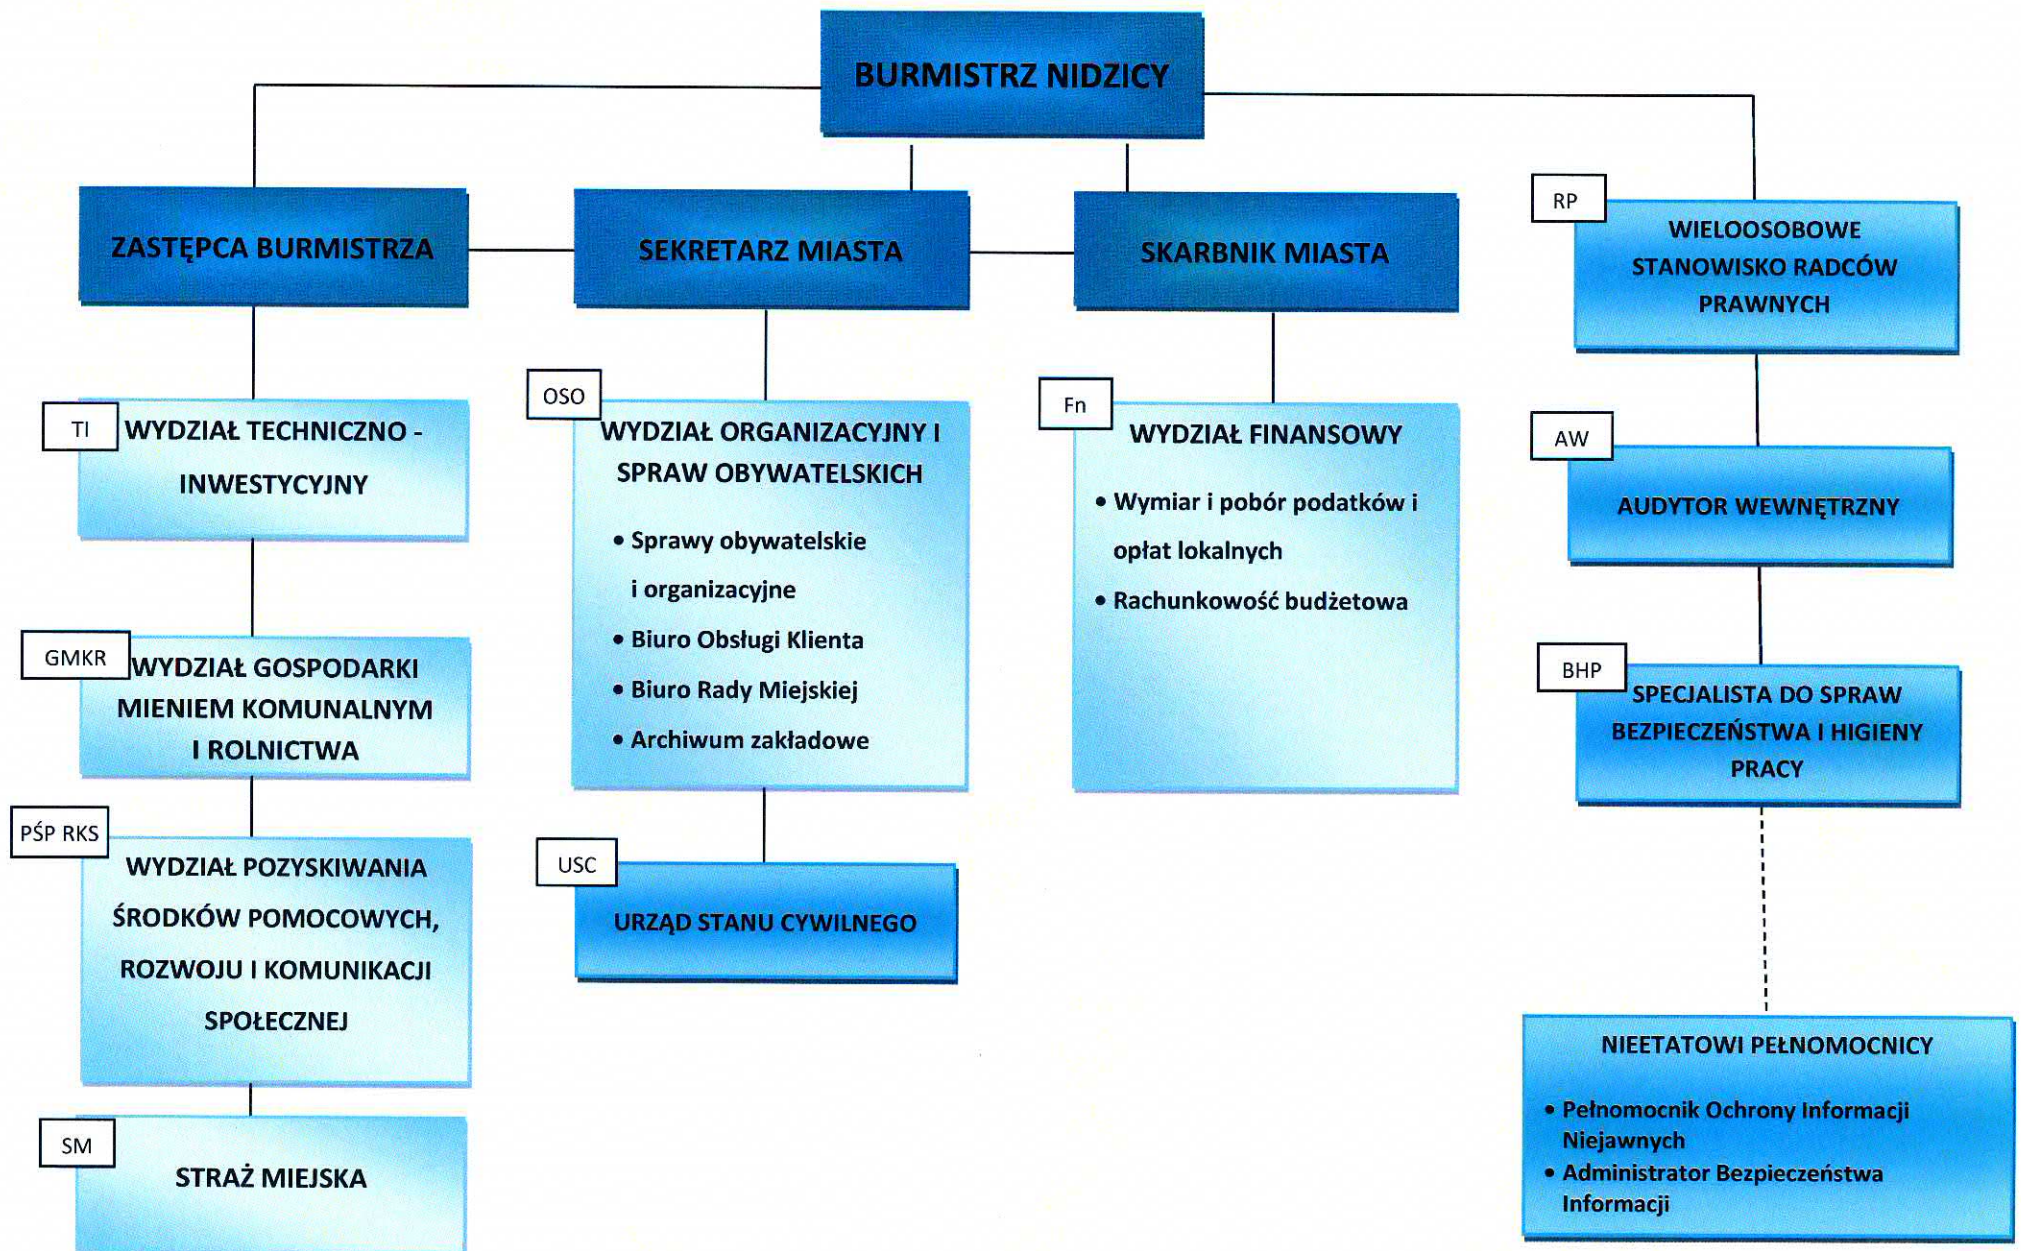 BURMISTRZ NIDZICY
ZASTĘPCA BURMISTRZA
SEKRETARZ MIASTA
SKARBNIK MIASTA
RP
WIELOOSOBOWE
STANOWISKO RADCÓW
PRAWNYCH
TI
WYDZIAŁ TECHNICZNO -
INWESTYCYJNY
GMKR
WYDZIAŁ GOSPODARKI
MIENIEM KOMUNALNYM
I ROLNICTWA
PŚP RKS
WYDZIAŁ POZYSKIWANIA
ŚRODKÓW POMOCOWYCH,
ROZWOJU I KOMUNIKACJI
SPOŁECZNEJ
SM
STRAŻ MIEJSKA
OSO
WYDZIAŁ ORGANIZACYJNY I
SPRAW OBYWATELSKICH
• Sprawy obywatelskie
i organizacyjne
• Biuro Obsługi Klienta
• Biuro Rady Miejskiej
• Archiwum zakładowe
USC
URZĄD STANU CYWILNEGO
Fn
WYDZIAŁ FINANSOWY
• Wymiar i pobór podatków i
opłat lokalnych
• Rachunkowość budżetowa
AW
AUDYTOR WEWNĘTRZNY
BHP
SPECJALISTA DO SPRAW
BEZPIECZEŃSTWA I HIGIENY
PRACY
NIEETATOWI PEŁNOMOCNICY
• Pełnomocnik Ochrony Informacji
Niejawnych
• Administrator Bezpieczeństwa
Informacji